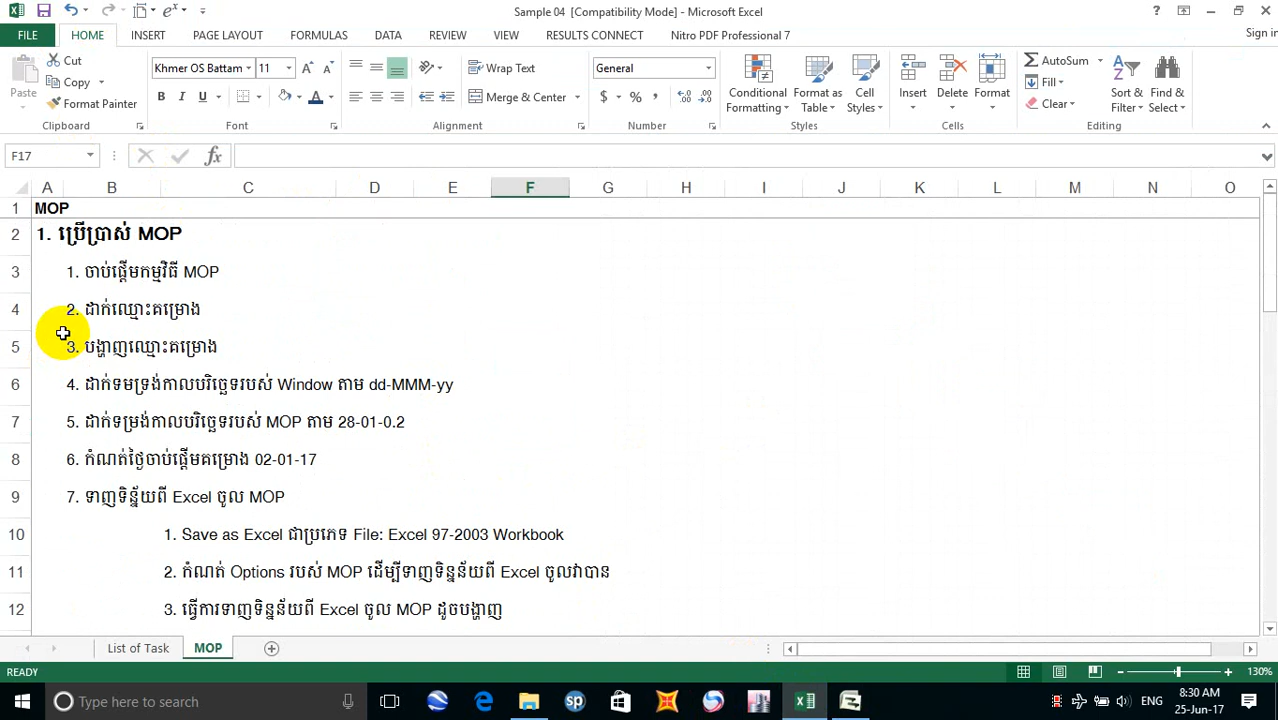 Sample 04 [Compatibility Mode] - Microsoft Excel
FILE HOME INSERT PAGE LAYOUT FORMULAS DATA REVIEW VIEW RESULTS CONNECT Nitro PDF Professional 7 Sign in
Paste Cut Copy Format Painter Clipboard
Khmer OS Battam 11 B I U A Font
Wrap Text Merge & Center Alignment
General $ % Number
Conditional Formatting Format as Table Cell Styles Styles
Insert Delete Format Cells
AutoSum Fill Clear Sort & Filter Find & Select Editing
F17 fx
A B C D E F G H I J K L M N O
1 MOP
2 1. ប្រើប្រាស់ MOP
3 1. ចាប់ផ្តើមកម្មវិធី MOP
4 2. ដាក់ឈ្មោះគម្រោង
5 3. បង្ហាញឈ្មោះគម្រោង
6 4. ដាក់ទមទ្រង់កាលបរិច្ឆេទរបស់ Window តាម dd-MMM-yy
7 5. ដាក់ទម្រង់កាលបរិច្ឆេទរបស់ MOP តាម 28-01-0.2
8 6. កំណត់ថ្ងៃចាប់ផ្តើមគម្រោង 02-01-17
9 7. ទាញទិន្ន័យពី Excel ចូល MOP
10 1. Save as Excel ជាប្រភេទ File: Excel 97-2003 Workbook
11 2. កំណត់ Options របស់ MOP ដើម្បីទាញទិន្នន័យពី Excel ចូលវាបាន
12 3. ធ្វើការទាញទិន្នន័យពី Excel ចូល MOP ដូចបង្ហាញ
List of Task MOP
READY 130%
Type here to search ENG 8:30 AM
25-Jun-17